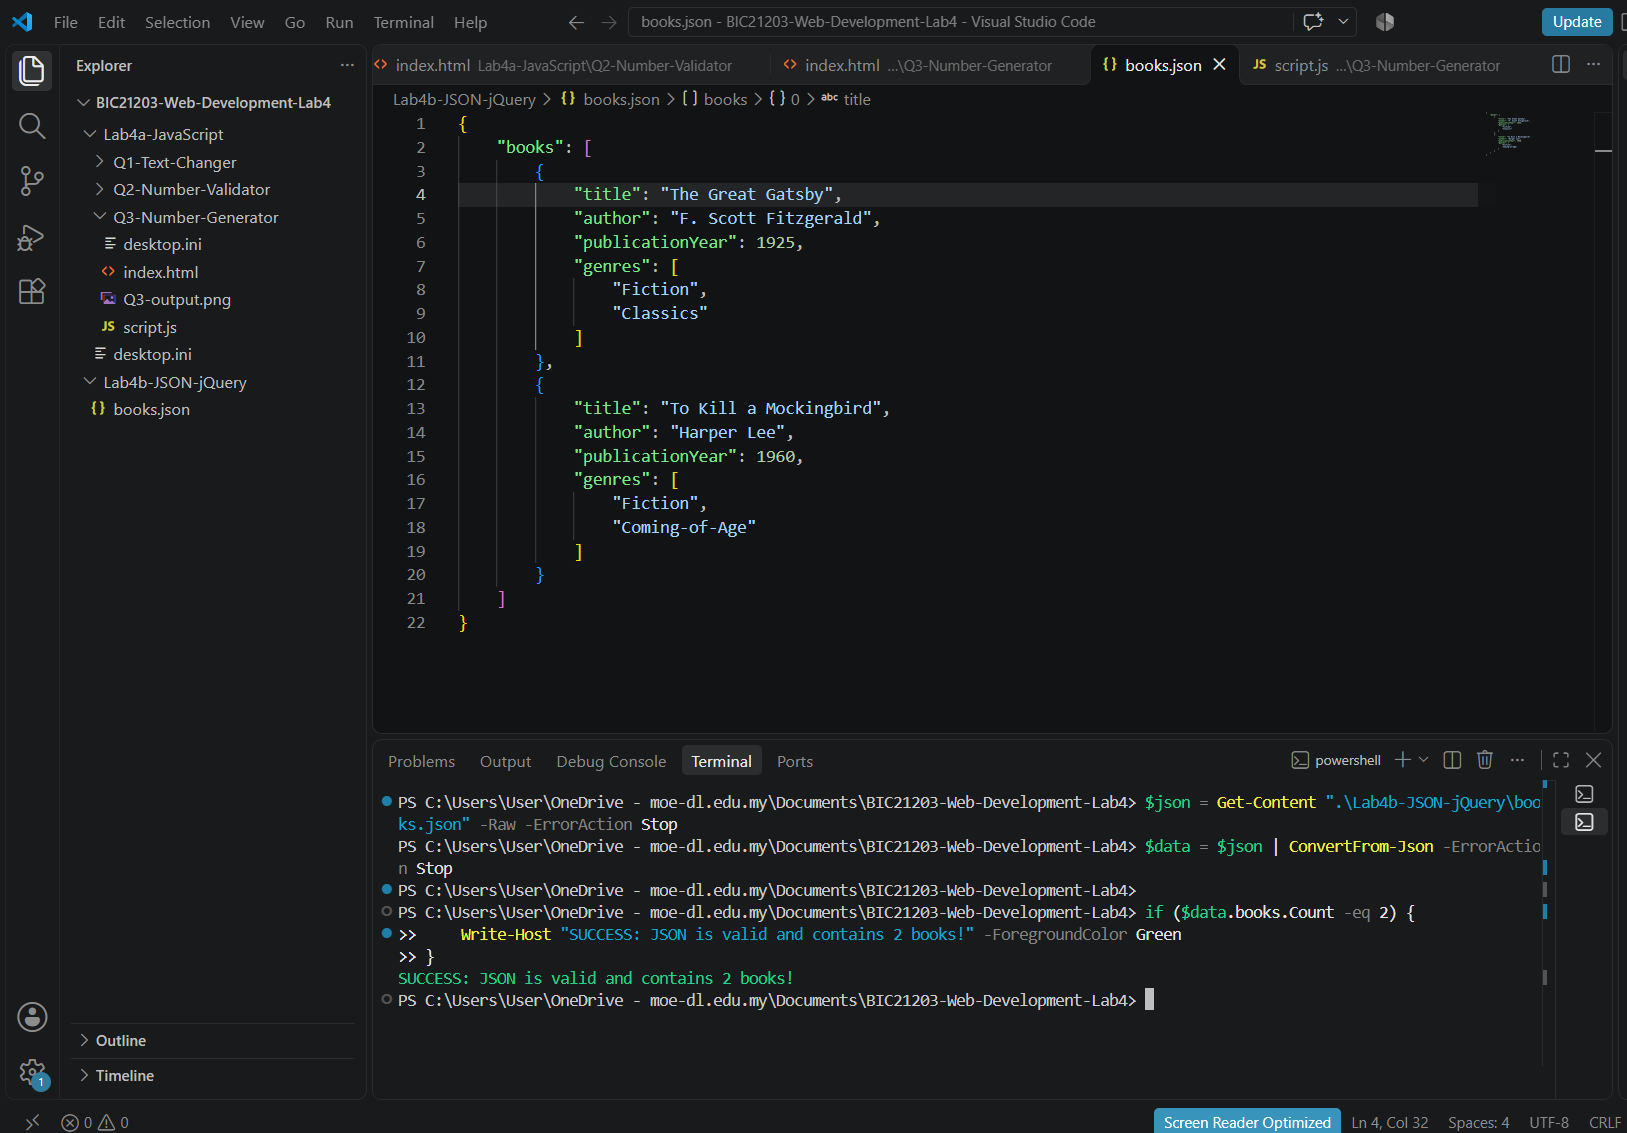 File Edit Selection View Go Run Terminal Help
books.json - BIC21203-Web-Development-Lab4 - Visual Studio Code
Update
Explorer
BIC21203-Web-Development-Lab4
Lab4a-JavaScript
Q1-Text-Changer
Q2-Number-Validator
Q3-Number-Generator
desktop.ini
index.html
Q3-output.png
JS script.js
desktop.ini
Lab4b-JSON-jQuery
{} books.json
Outline
Timeline
<> index.html Lab4a-JavaScript\Q2-Number-Validator
<> index.html ...\Q3-Number-Generator
{} books.json
JS script.js ...\Q3-Number-Generator
Lab4b-JSON-jQuery > {} books.json > [ ] books > { } 0 > abc title
1 {
2     "books": [
3         {
4             "title": "The Great Gatsby",
5             "author": "F. Scott Fitzgerald",
6             "publicationYear": 1925,
7             "genres": [
8                 "Fiction",
9                 "Classics"
10             ]
11         },
12         {
13             "title": "To Kill a Mockingbird",
14             "author": "Harper Lee",
15             "publicationYear": 1960,
16             "genres": [
17                 "Fiction",
18                 "Coming-of-Age"
19             ]
20         }
21     ]
22 }
Problems Output Debug Console Terminal Ports
powershell
PS C:\Users\User\OneDrive - moe-dl.edu.my\Documents\BIC21203-Web-Development-Lab4> $json = Get-Content ".\Lab4b-JSON-jQuery\boo
ks.json" -Raw -ErrorAction Stop
PS C:\Users\User\OneDrive - moe-dl.edu.my\Documents\BIC21203-Web-Development-Lab4> $data = $json | ConvertFrom-Json -ErrorActio
n Stop
PS C:\Users\User\OneDrive - moe-dl.edu.my\Documents\BIC21203-Web-Development-Lab4>
PS C:\Users\User\OneDrive - moe-dl.edu.my\Documents\BIC21203-Web-Development-Lab4> if ($data.books.Count -eq 2) {
>>     Write-Host "SUCCESS: JSON is valid and contains 2 books!" -ForegroundColor Green
>> }
SUCCESS: JSON is valid and contains 2 books!
PS C:\Users\User\OneDrive - moe-dl.edu.my\Documents\BIC21203-Web-Development-Lab4>
1
0 0
Screen Reader Optimized Ln 4, Col 32 Spaces: 4 UTF-8 CRLF